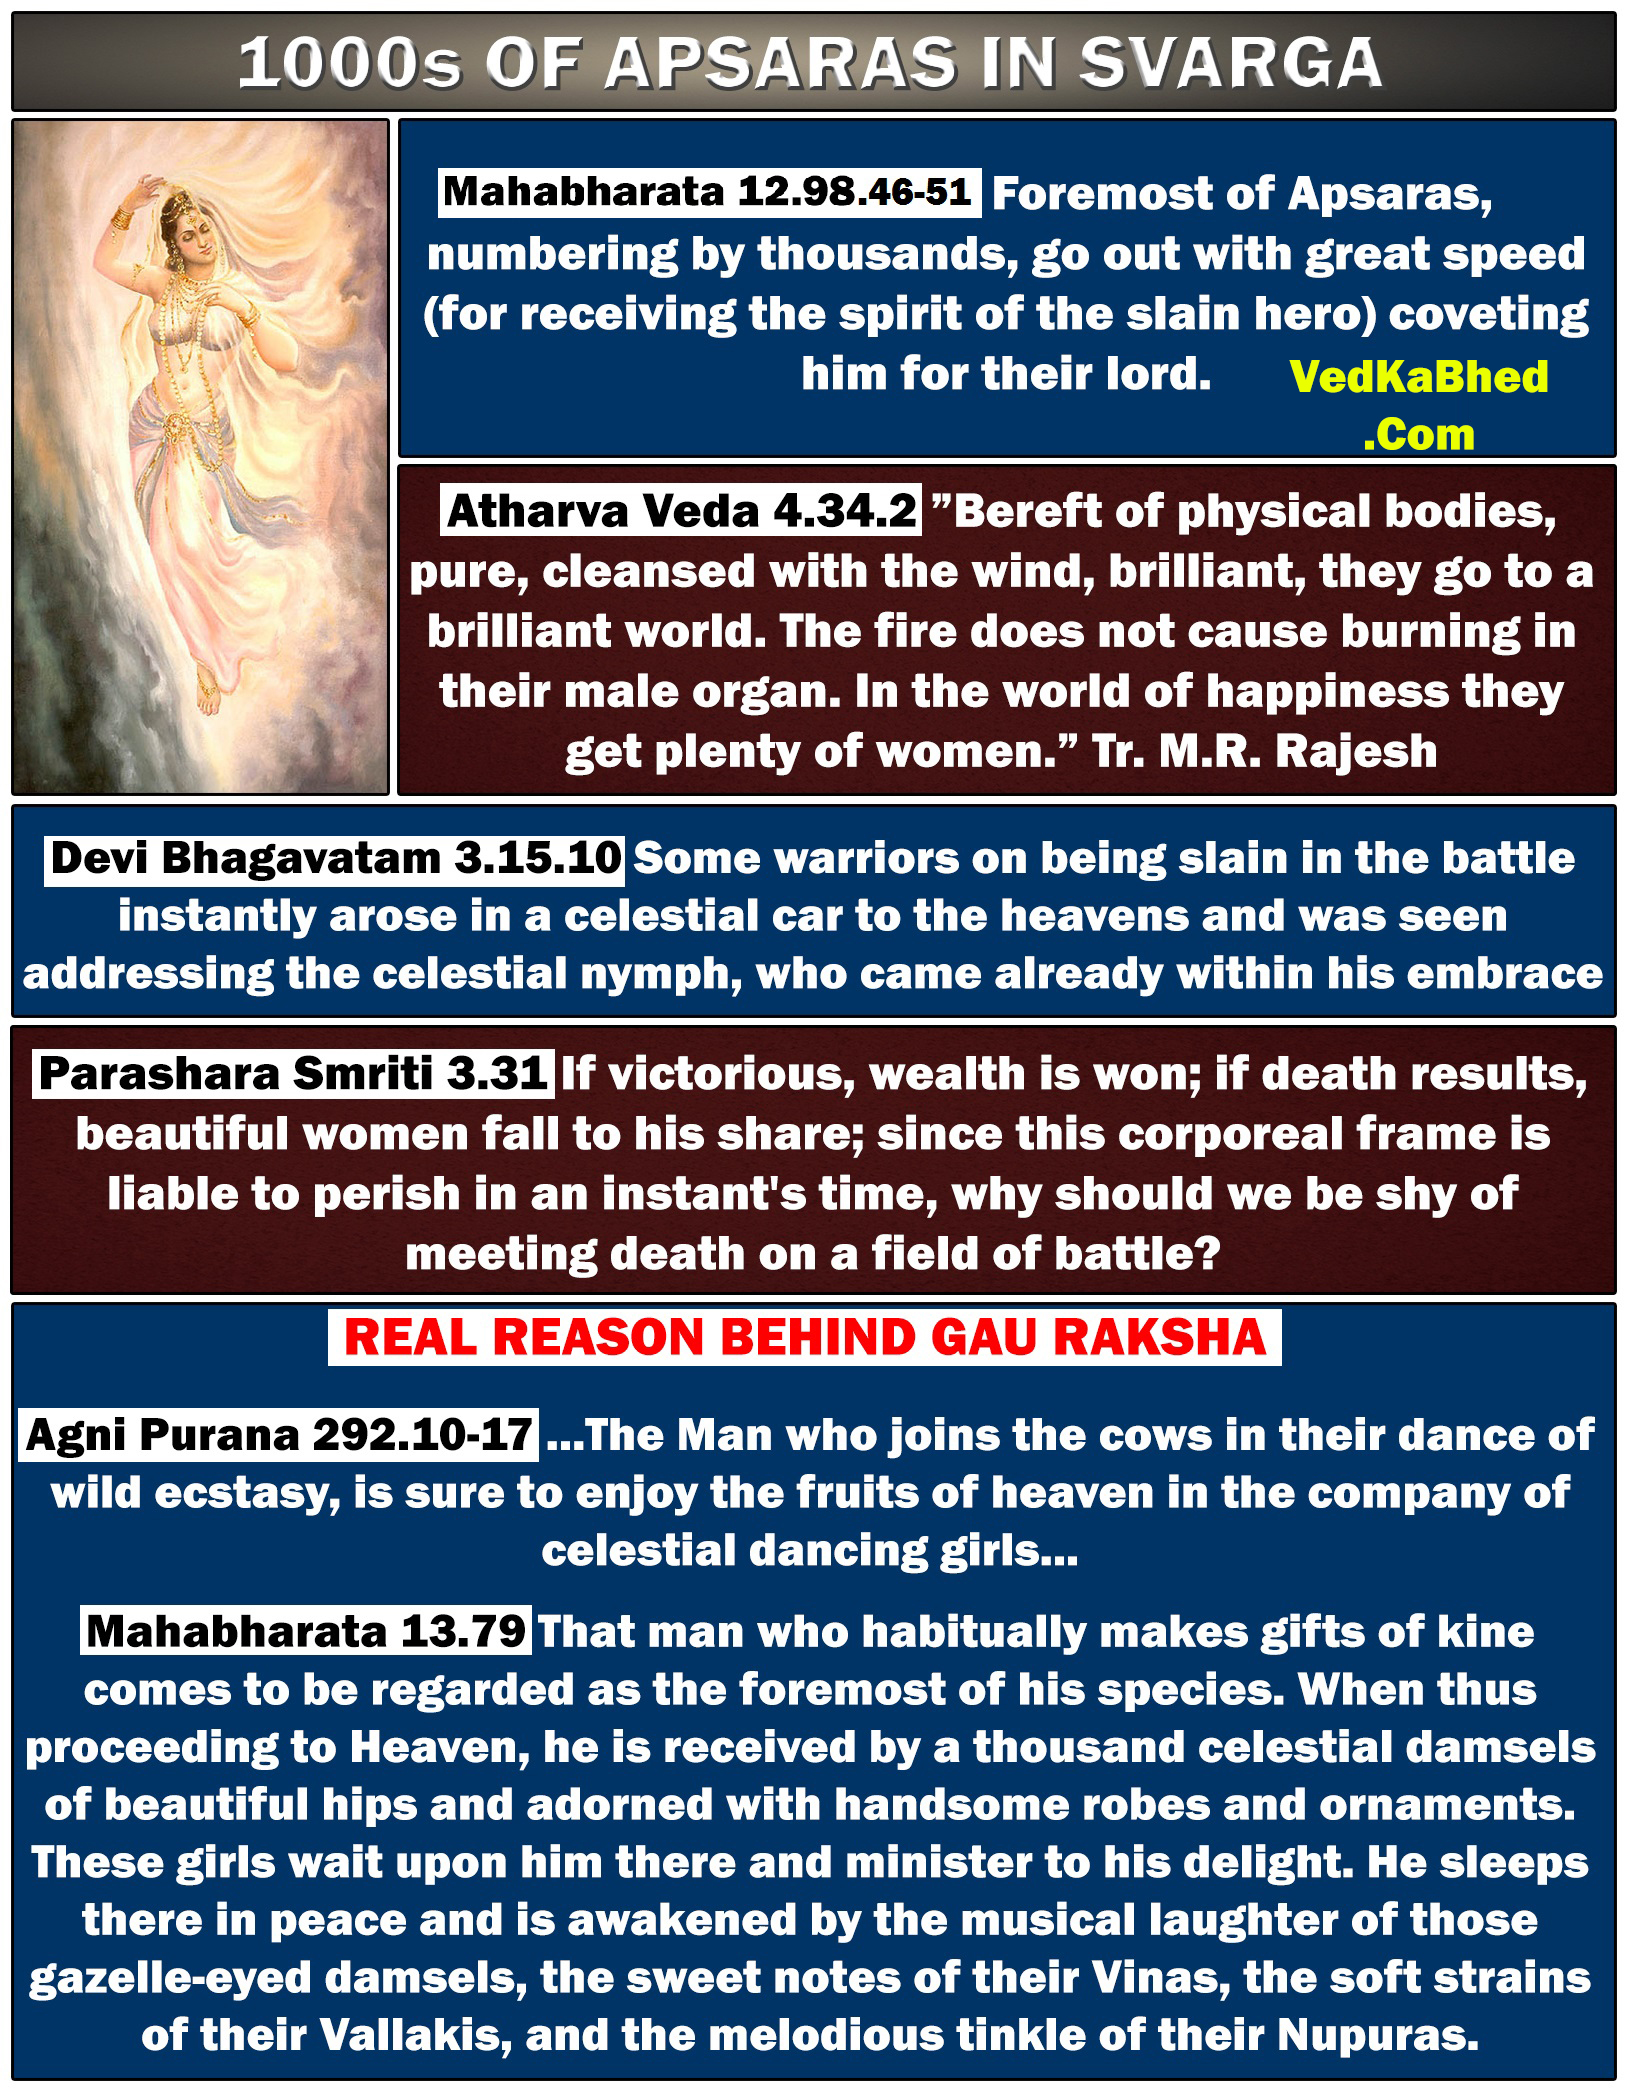 1000s OF APSARAS IN SVARGA
Mahabharata 12.98.46-51 Foremost of Apsaras,
numbering by thousands, go out with great speed
(for receiving the spirit of the slain hero) coveting
him for their lord.
VedKaBhed
.Com
Atharva Veda 4.34.2 ”Bereft of physical bodies,
pure, cleansed with the wind, brilliant, they go to a
brilliant world. The fire does not cause burning in
their male organ. In the world of happiness they
get plenty of women.” Tr. M.R. Rajesh
Devi Bhagavatam 3.15.10 Some warriors on being slain in the battle
instantly arose in a celestial car to the heavens and was seen
addressing the celestial nymph, who came already within his embrace
Parashara Smriti 3.31 If victorious, wealth is won; if death results,
beautiful women fall to his share; since this corporeal frame is
liable to perish in an instant's time, why should we be shy of
meeting death on a field of battle?
REAL REASON BEHIND GAU RAKSHA
Agni Purana 292.10-17 ...The Man who joins the cows in their dance of
wild ecstasy, is sure to enjoy the fruits of heaven in the company of
celestial dancing girls...
Mahabharata 13.79 That man who habitually makes gifts of kine
comes to be regarded as the foremost of his species. When thus
proceeding to Heaven, he is received by a thousand celestial damsels
of beautiful hips and adorned with handsome robes and ornaments.
These girls wait upon him there and minister to his delight. He sleeps
there in peace and is awakened by the musical laughter of those
gazelle-eyed damsels, the sweet notes of their Vinas, the soft strains
of their Vallakis, and the melodious tinkle of their Nupuras.